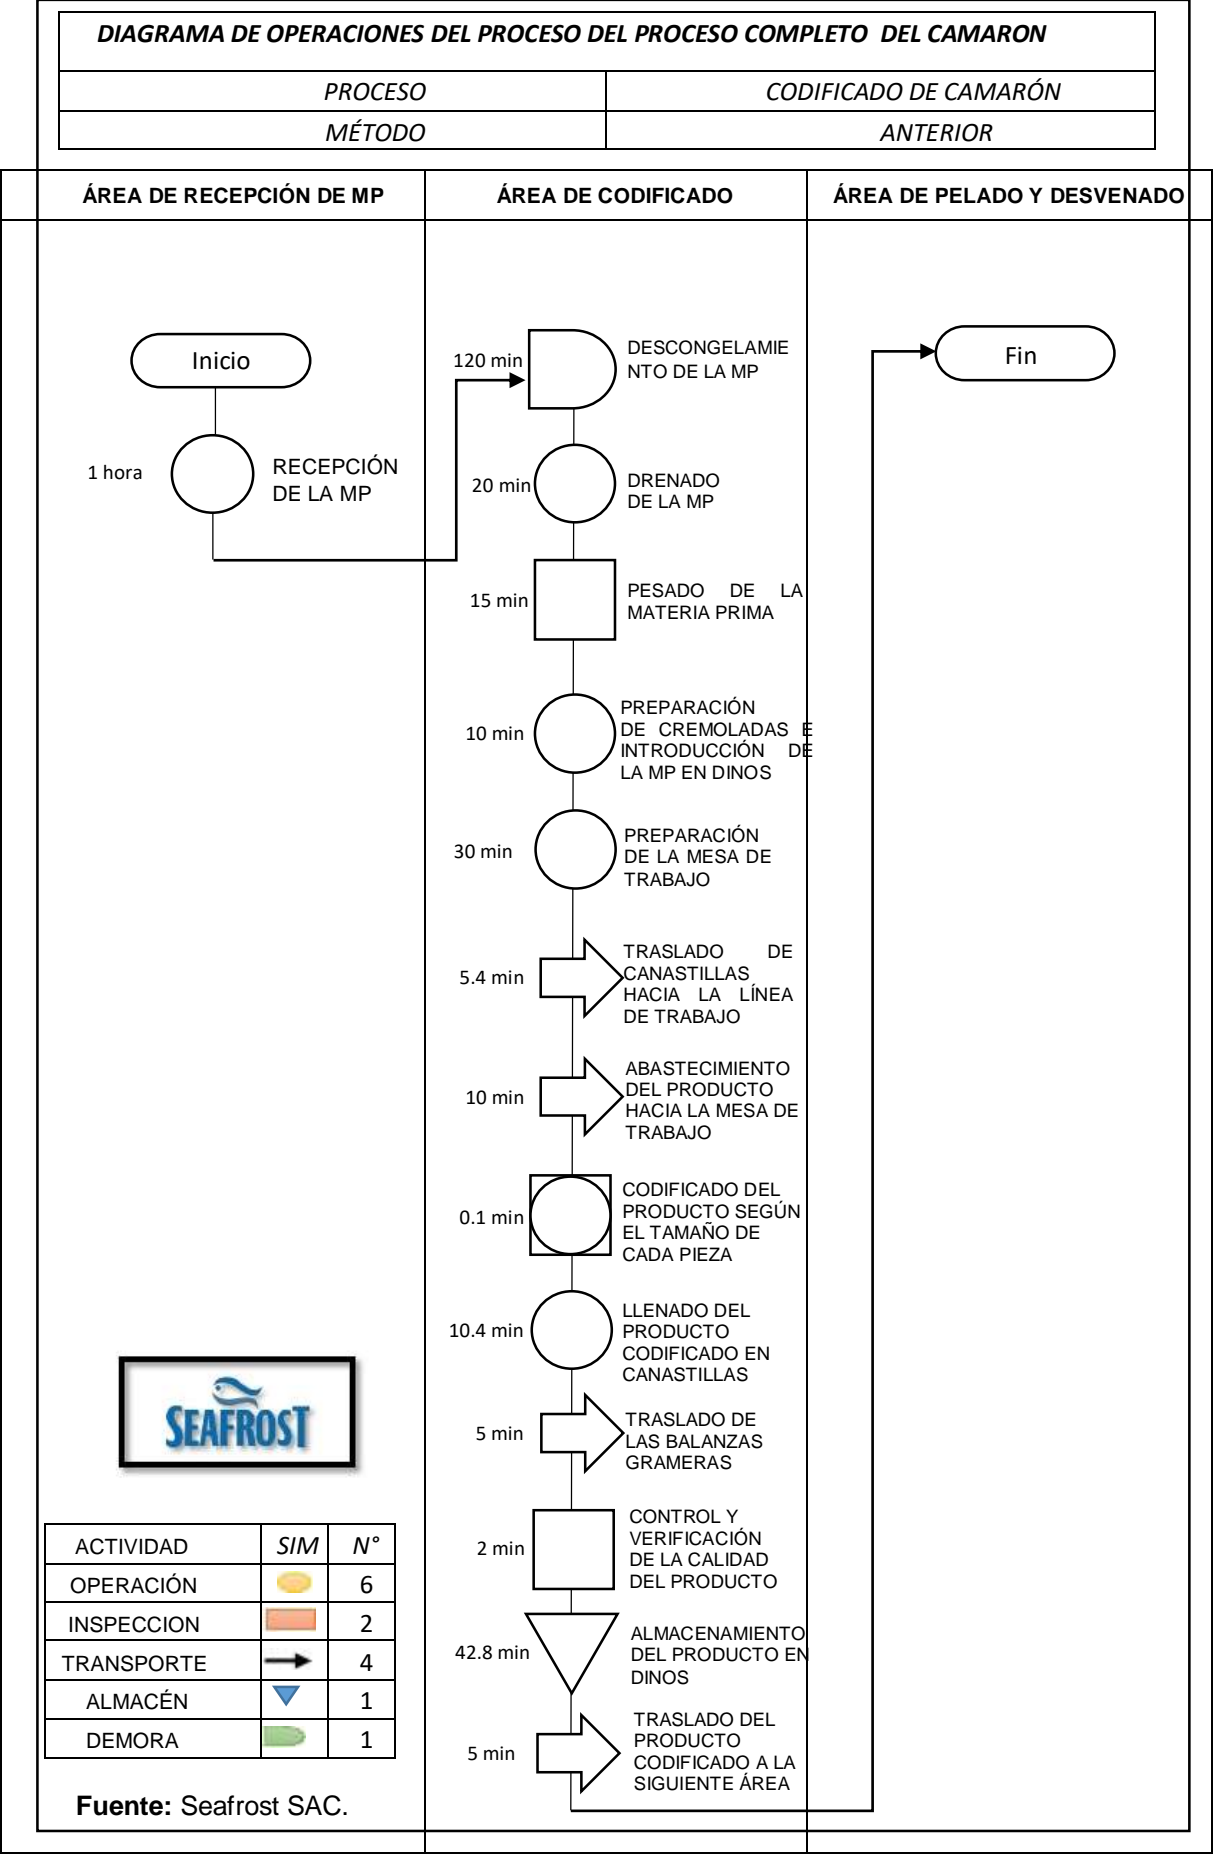 DIAGRAMA DE OPERACIONES DEL PROCESO DEL PROCESO COMPLETO DEL CAMARON
PROCESO
CODIFICADO DE CAMARÓN
MÉTODO
ANTERIOR
ÁREA DE RECEPCIÓN DE MP
ÁREA DE CODIFICADO
ÁREA DE PELADO Y DESVENADO
Inicio
1 hora
RECEPCIÓN
DE LA MP
120 min
DESCONGELAMIE
NTO DE LA MP
20 min
DRENADO
DE LA MP
15 min
PESADO DE LA
MATERIA PRIMA
10 min
PREPARACIÓN
DE CREMOLADAS E
INTRODUCCIÓN DE
LA MP EN DINOS
30 min
PREPARACIÓN
DE LA MESA DE
TRABAJO
5.4 min
TRASLADO DE
CANASTILLAS
HACIA LA LÍNEA
DE TRABAJO
10 min
ABASTECIMIENTO
DEL PRODUCTO
HACIA LA MESA DE
TRABAJO
0.1 min
CODIFICADO DEL
PRODUCTO SEGÚN
EL TAMAÑO DE
CADA PIEZA
10.4 min
LLENADO DEL
PRODUCTO
CODIFICADO EN
CANASTILLAS
5 min
TRASLADO DE
LAS BALANZAS
GRAMERAS
2 min
CONTROL Y
VERIFICACIÓN
DE LA CALIDAD
DEL PRODUCTO
42.8 min
ALMACENAMIENTO
DEL PRODUCTO EN
DINOS
5 min
TRASLADO DEL
PRODUCTO
CODIFICADO A LA
SIGUIENTE ÁREA
Fin
SEAFROST
ACTIVIDAD SIM N°
OPERACIÓN 6
INSPECCION 2
TRANSPORTE 4
ALMACÉN 1
DEMORA 1
Fuente: Seafrost SAC.